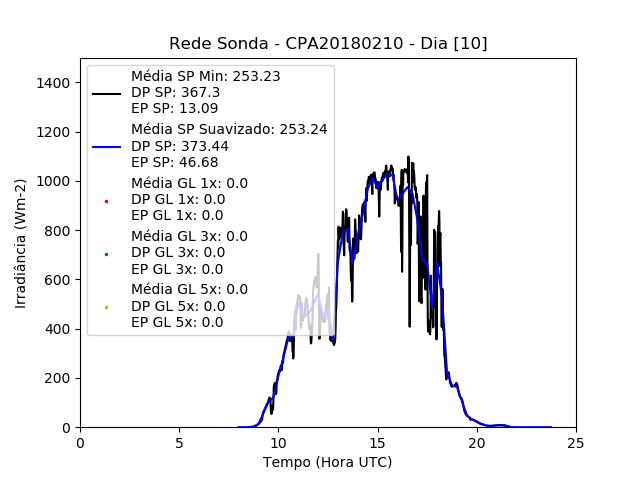 Rede Sonda - CPA20180210 - Dia [10]
Média SP Min: 253.23
DP SP: 367.3
EP SP: 13.09
Média SP Suavizado: 253.24
DP SP: 373.44
EP SP: 46.68
Média GL 1x: 0.0
DP GL 1x: 0.0
EP GL 1x: 0.0
Média GL 3x: 0.0
DP GL 3x: 0.0
EP GL 3x: 0.0
Média GL 5x: 0.0
DP GL 5x: 0.0
EP GL 5x: 0.0
Irradiância (Wm-2)
1400
1200
1000
800
600
400
200
0
0 5 10 15 20 25
Tempo (Hora UTC)